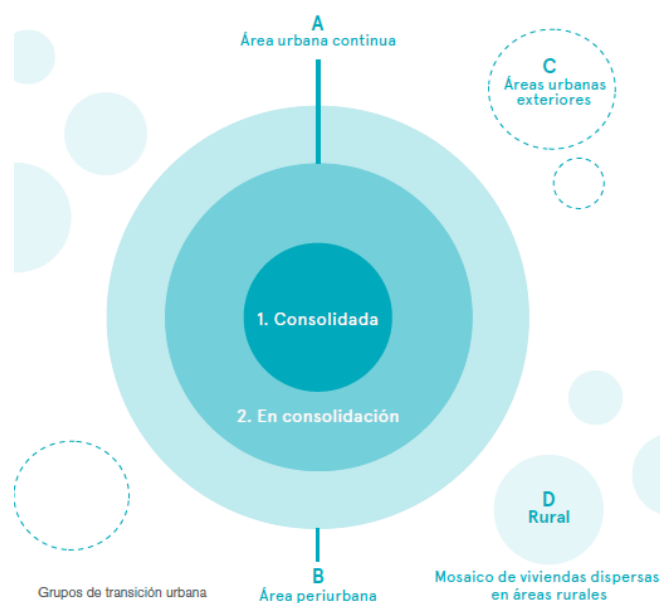 A
Área urbana continua
C
Áreas urbanas
exteriores
1. Consolidada
2. En consolidación
D
Rural
B
Área periurbana
Mosaico de viviendas dispersas
en áreas rurales
Grupos de transición urbana